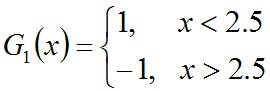 G₁(x) = { 1, x < 2.5
−1, x > 2.5